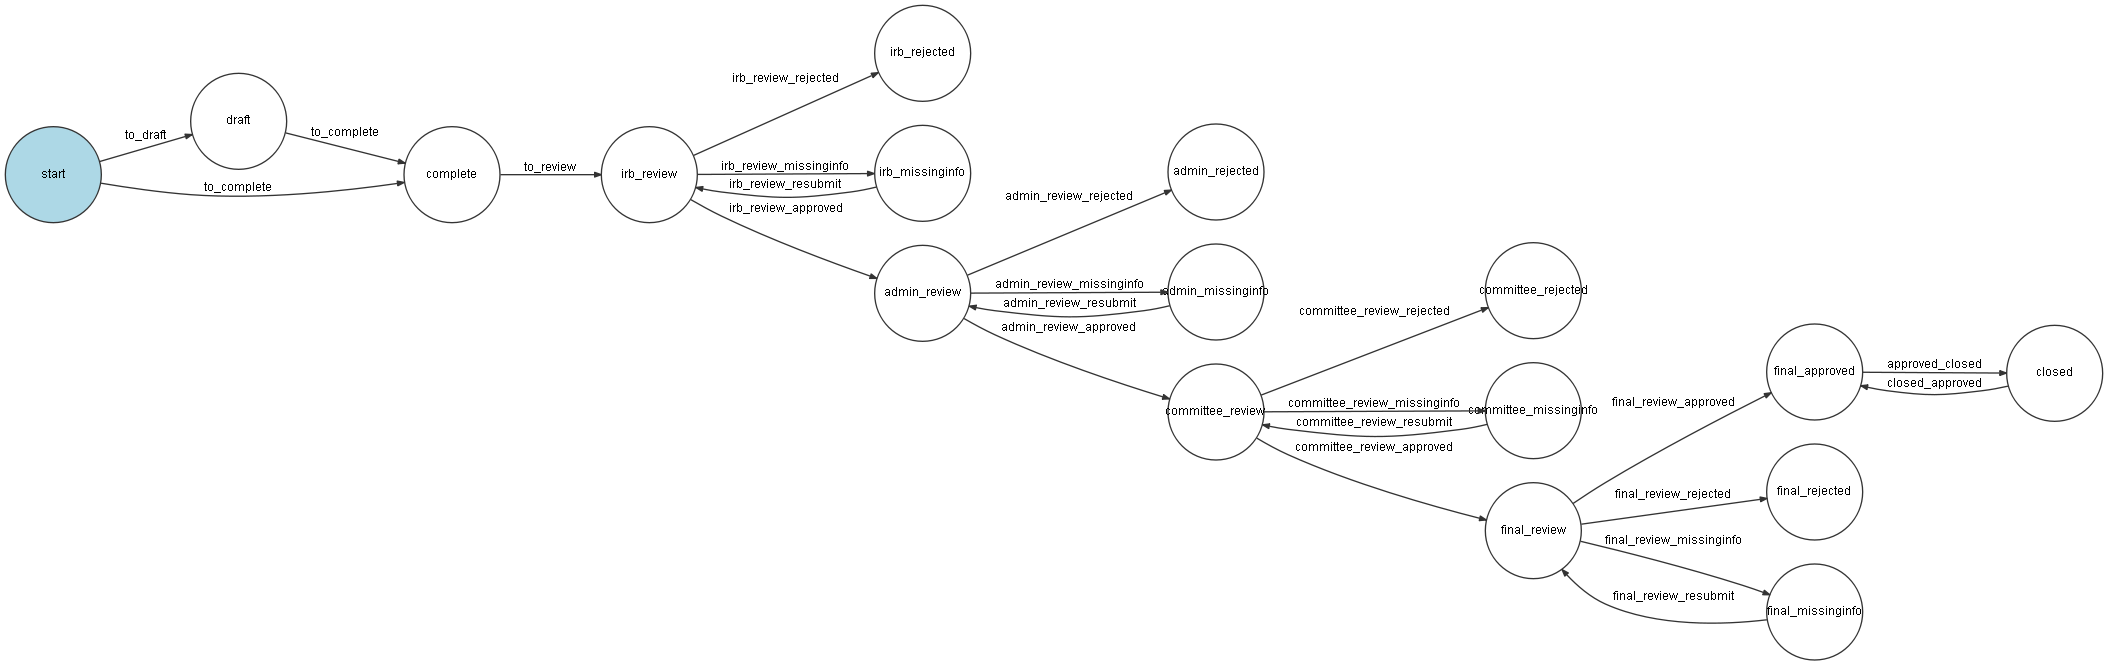 irb_rejected
irb_review_rejected
draft
to_draft
to_complete
start
to_complete
complete
to_review
irb_review
irb_review_missinginfo
irb_missinginfo
irb_review_resubmit
irb_review_approved
admin_rejected
admin_review_rejected
admin_review
admin_review_missinginfo
admin_missinginfo
admin_review_resubmit
admin_review_approved
committee_rejected
committee_review_rejected
committee_review
committee_review_missinginfo
committee_missinginfo
committee_review_resubmit
committee_review_approved
final_approved
approved_closed
closed
closed_approved
final_review_approved
final_rejected
final_review_rejected
final_review
final_review_missinginfo
final_review_resubmit
final_missinginfo